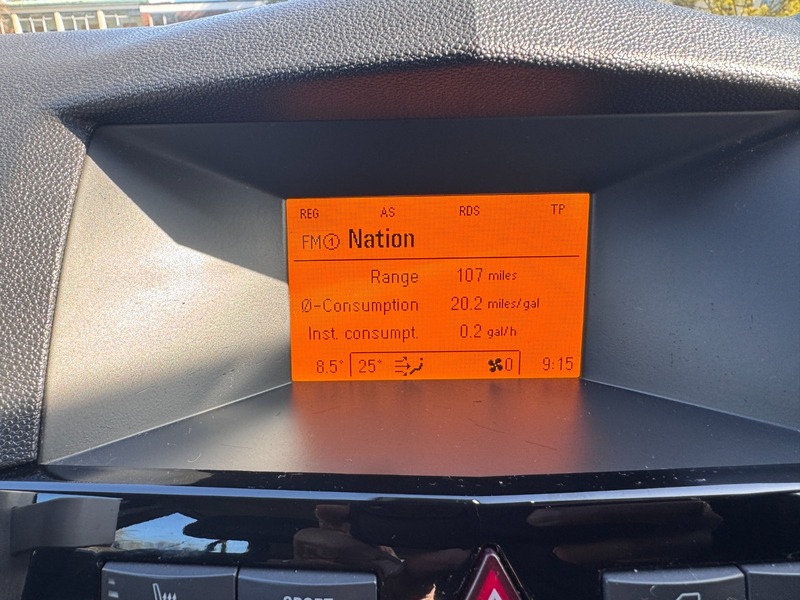 REG AS RDS TP
FM① Nation
Range 107 miles
Ø-Consumption 20.2 miles/gal
Inst. consumpt. 0.2 gal/h
8.5° 25° 0 9:15
SPORT